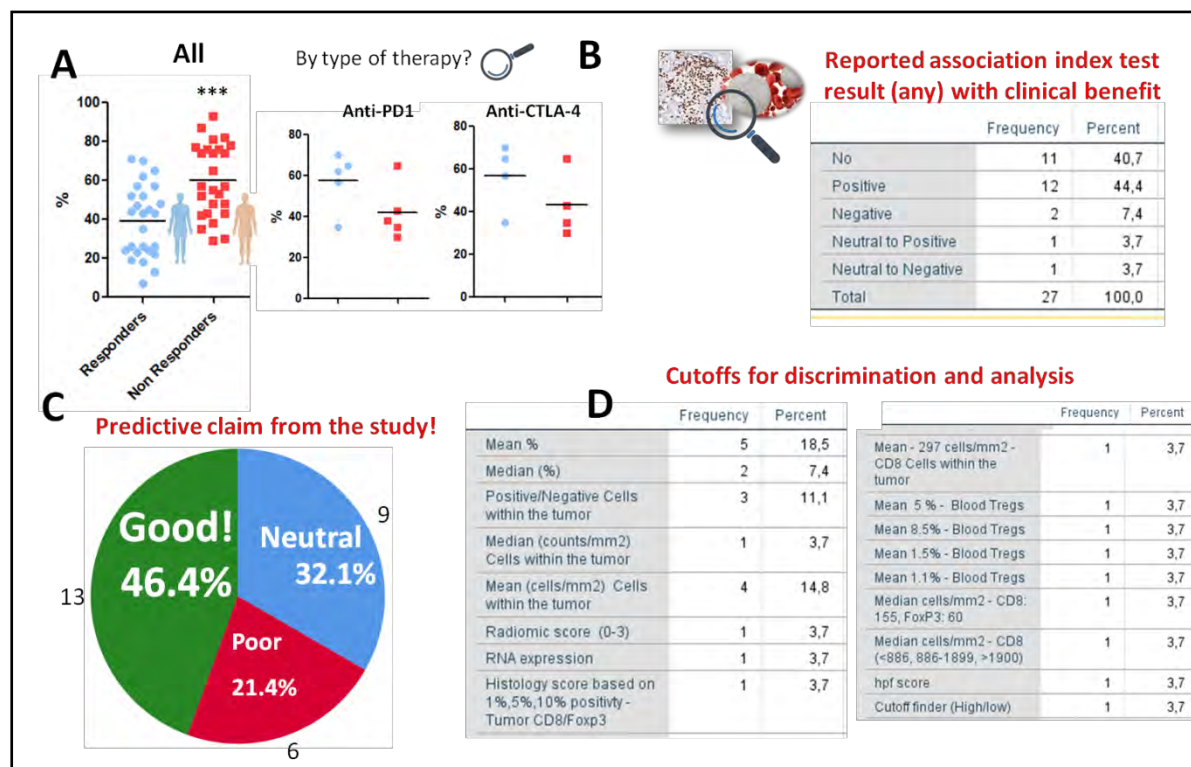 A
All
By type of therapy?
***
%
100
80
60
40
20
0
Responders
Non Responders
Anti-PD1
%
80
60
40
20
0
Anti-CTLA-4
%
80
60
40
20
0
B
Reported association index test
result (any) with clinical benefit
Frequency Percent
No 11 40,7
Positive 12 44,4
Negative 2 7,4
Neutral to Positive 1 3,7
Neutral to Negative 1 3,7
Total 27 100,0
C
Predictive claim from the study!
Good!
46.4%
13
Neutral
32.1%
9
Poor
21.4%
6
D
Cutoffs for discrimination and analysis
Frequency Percent
Mean % 5 18,5
Median (%) 2 7,4
Positive/Negative Cells 3 11,1
within the tumor
Median (counts/mm2) 1 3,7
Cells within the tumor
Mean (cells/mm2) Cells 4 14,8
within the tumor
Radiomic score (0-3) 1 3,7
RNA expression 1 3,7
Histology score based on 1 3,7
1%,5%,10% positivty -
Tumor CD8/Foxp3
Frequency Percent
Mean - 297 cells/mm2 - 1 3,7
CD8 Cells within the
tumor
Mean 5 % - Blood Tregs 1 3,7
Mean 8.5% - Blood Tregs 1 3,7
Mean 1.5% - Blood Tregs 1 3,7
Mean 1.1% - Blood Tregs 1 3,7
Median cells/mm2 - CD8: 1 3,7
155, FoxP3: 60
Median cells/mm2 - CD8 1 3,7
(<886, 886-1899, >1900)
hpf score 1 3,7
Cutoff finder (High/low) 1 3,7